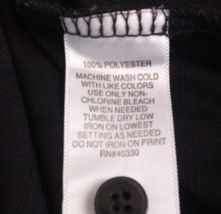 100% POLYESTER
MACHINE WASH COLD
WITH LIKE COLORS
USE ONLY NON-
CHLORINE BLEACH
WHEN NEEDED
TUMBLE DRY LOW
IRON ON LOWEST
SETTING AS NEEDED
DO NOT IRON ON PRINT
RN#40330